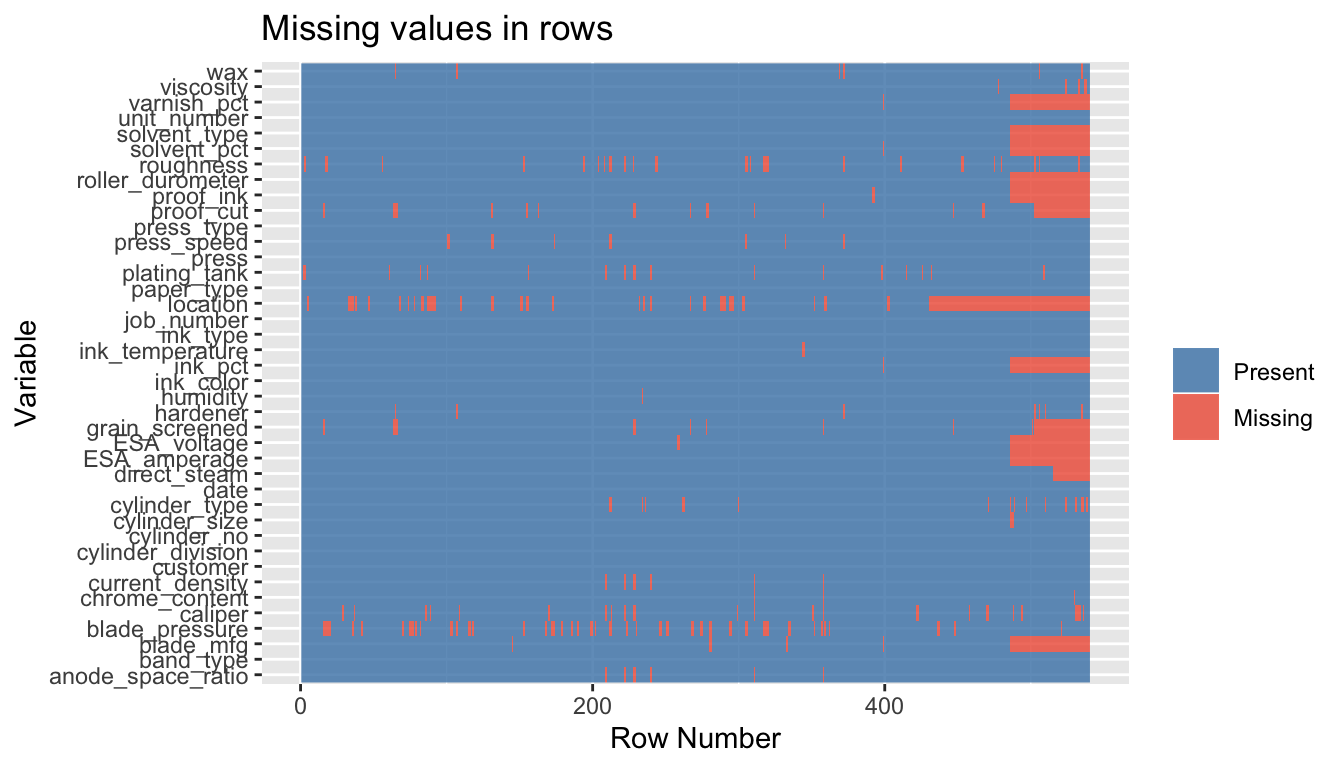 Missing values in rows
Variable
wax
viscosity
varnish_pct
unit_number
solvent_type
solvent_pct
roughness
roller_durometer
proof_ink
proof_cut
press_type
press_speed
press
plating_tank
paper_type
location
job_number
ink_type
ink_temperature
ink_pct
ink_color
humidity
hardener
grain_screened
ESA_voltage
ESA_amperage
direct_steam
date
cylinder_type
cylinder_size
cylinder_no
cylinder_division
customer
current_density
chrome_content
caliper
blade_pressure
blade_mfg
band_type
anode_space_ratio
0 200 400
Row Number
Present
Missing